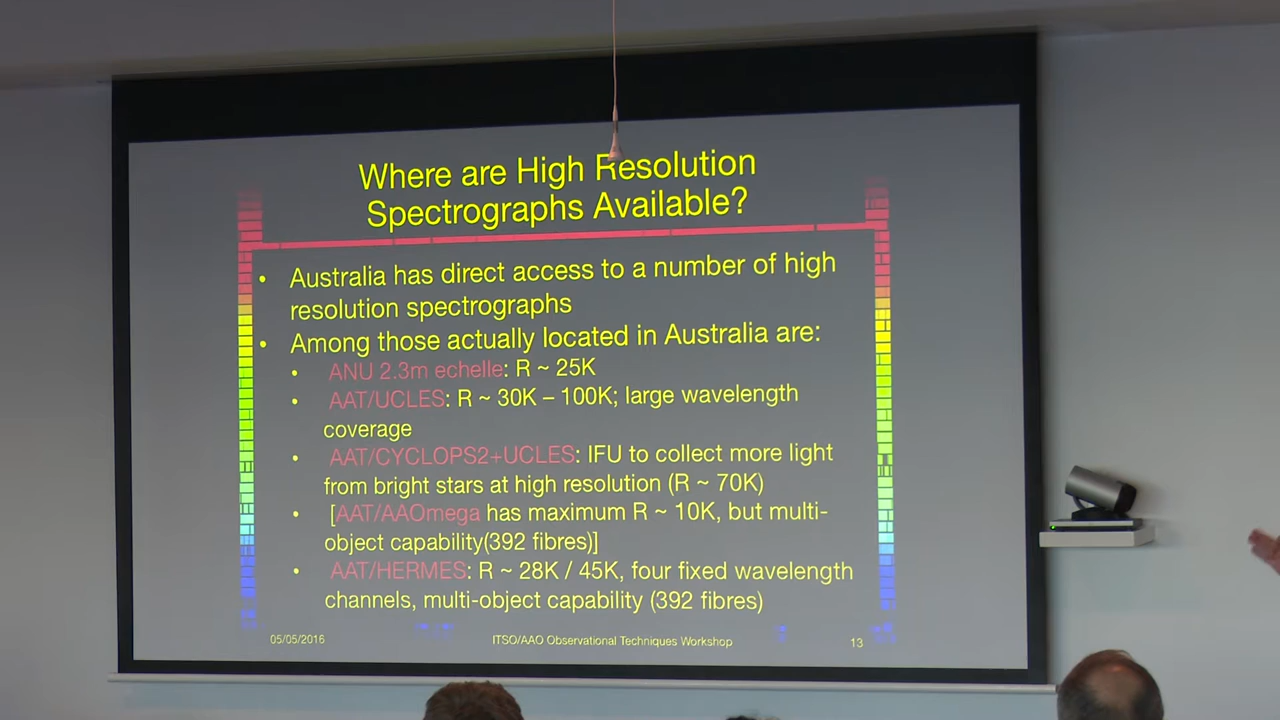 Where are High Resolution
Spectrographs Available?
• Australia has direct access to a number of high
resolution spectrographs
• Among those actually located in Australia are:
• ANU 2.3m echelle: R ~ 25K
• AAT/UCLES: R ~ 30K – 100K; large wavelength
coverage
• AAT/CYCLOPS2+UCLES: IFU to collect more light
from bright stars at high resolution (R ~ 70K)
• [AAT/AAOmega has maximum R ~ 10K, but multi-
object capability(392 fibres)]
• AAT/HERMES: R ~ 28K / 45K, four fixed wavelength
channels, multi-object capability (392 fibres)
05/05/2016 ITSO/AAO Observational Techniques Workshop 13